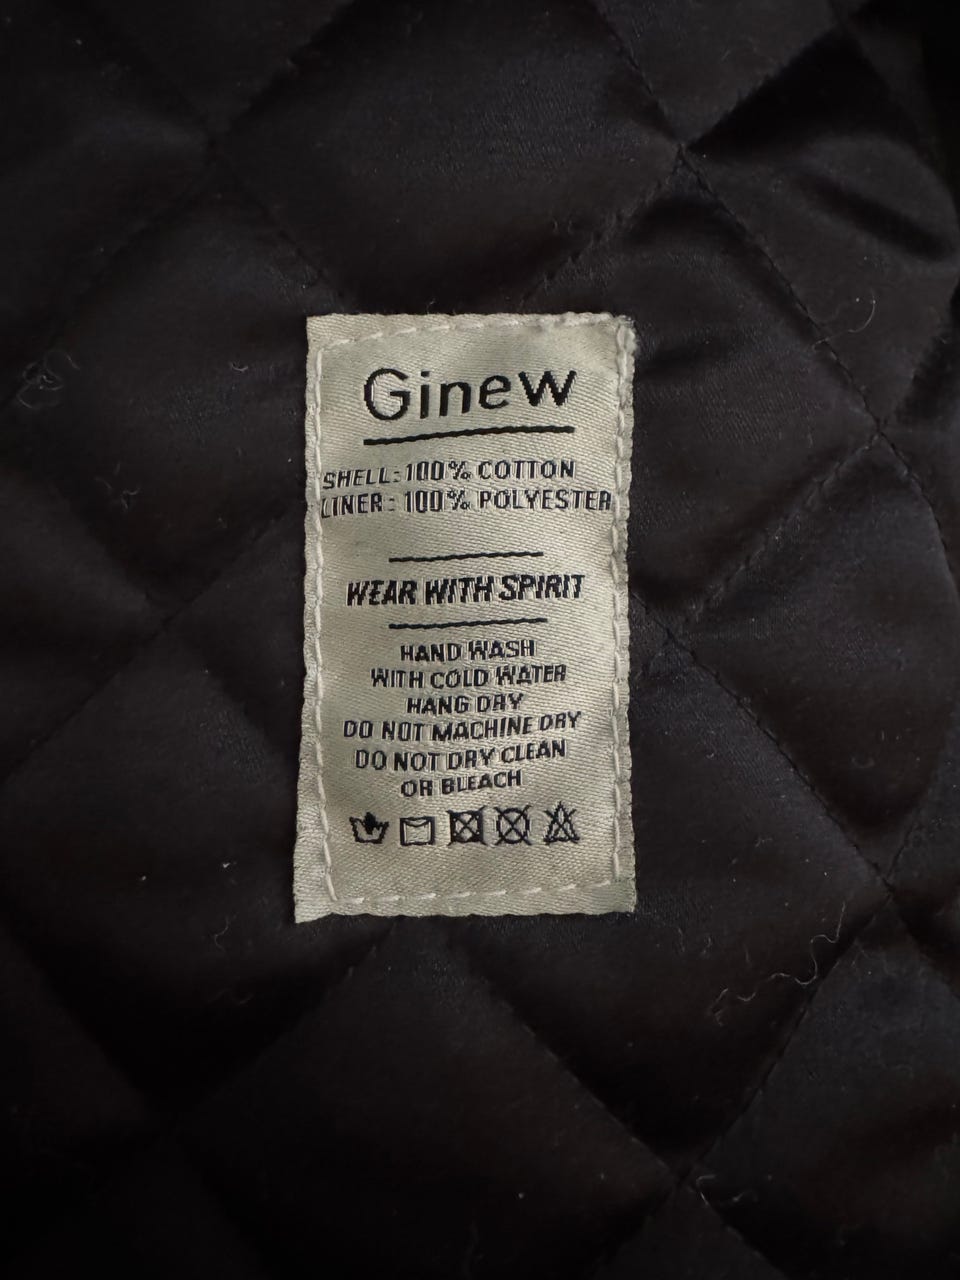 Ginew
SHELL: 100% COTTON
LINER: 100% POLYESTER
WEAR WITH SPIRIT
HAND WASH
WITH COLD WATER
HANG DRY
DO NOT MACHINE DRY
DO NOT DRY CLEAN
OR BLEACH